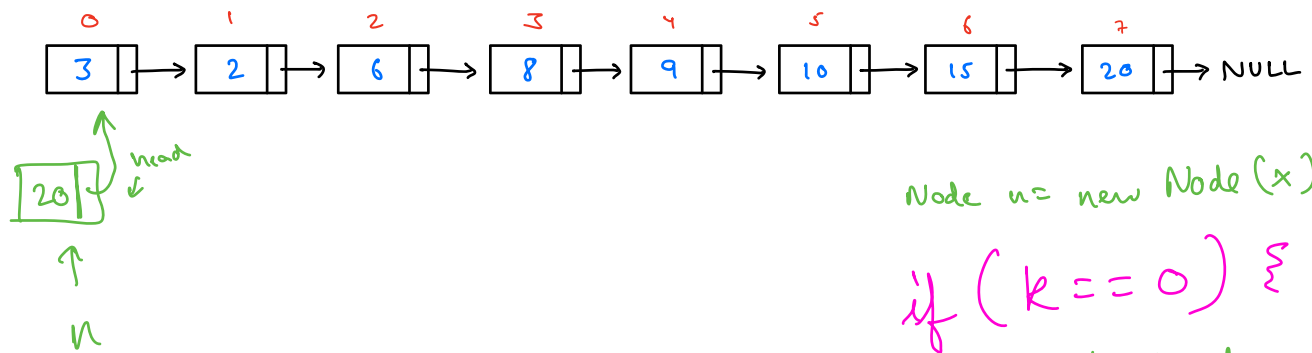 0 1 2 3 4 5 6 7
3 2 6 8 9 10 15 20 NULL
head
20
Node n= new Node(x)
if (k==0) {
n